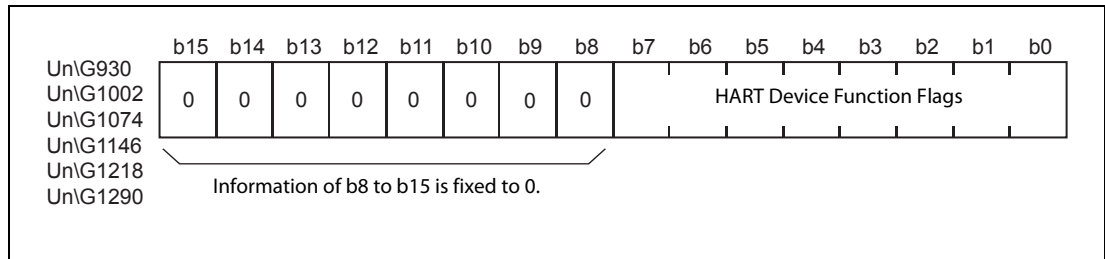 b15 b14 b13 b12 b11 b10 b9 b8 b7 b6 b5 b4 b3 b2 b1 b0
Un\G930
Un\G1002
Un\G1074
Un\G1146
Un\G1218
Un\G1290
0 0 0 0 0 0 0 0 HART Device Function Flags
Information of b8 to b15 is fixed to 0.